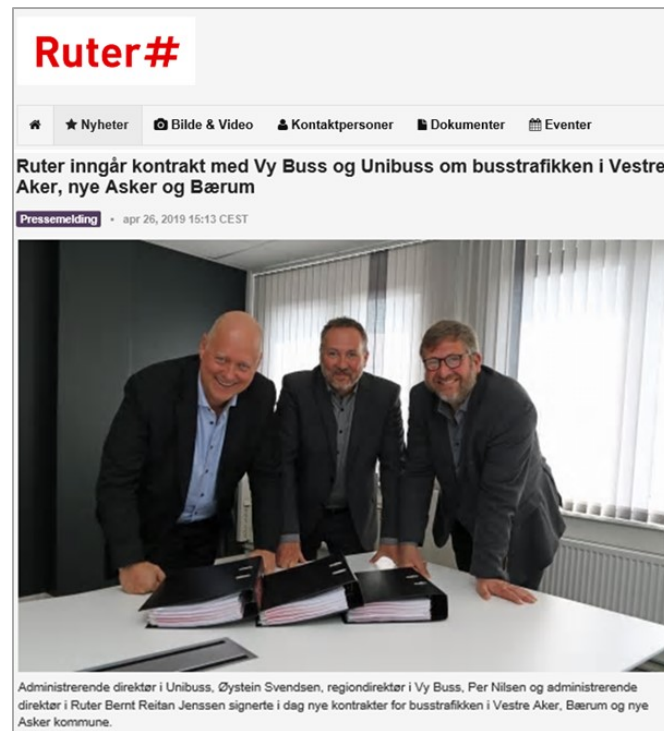 Ruter#
Nyheter Bilde & Video Kontaktpersoner Dokumenter Eventer
Ruter inngår kontrakt med Vy Buss og Unibuss om busstrafikken i Vestre
Aker, nye Asker og Bærum
Pressemelding • apr 26, 2019 15:13 CEST
Administrerende direktør i Unibuss, Øystein Svendsen, regiondirektør i Vy Buss, Per Nilsen og administrerende
direktør i Ruter Bernt Reitan Jenssen signerte i dag nye kontrakter for busstrafikken i Vestre Aker, Bærum og nye
Asker kommune.